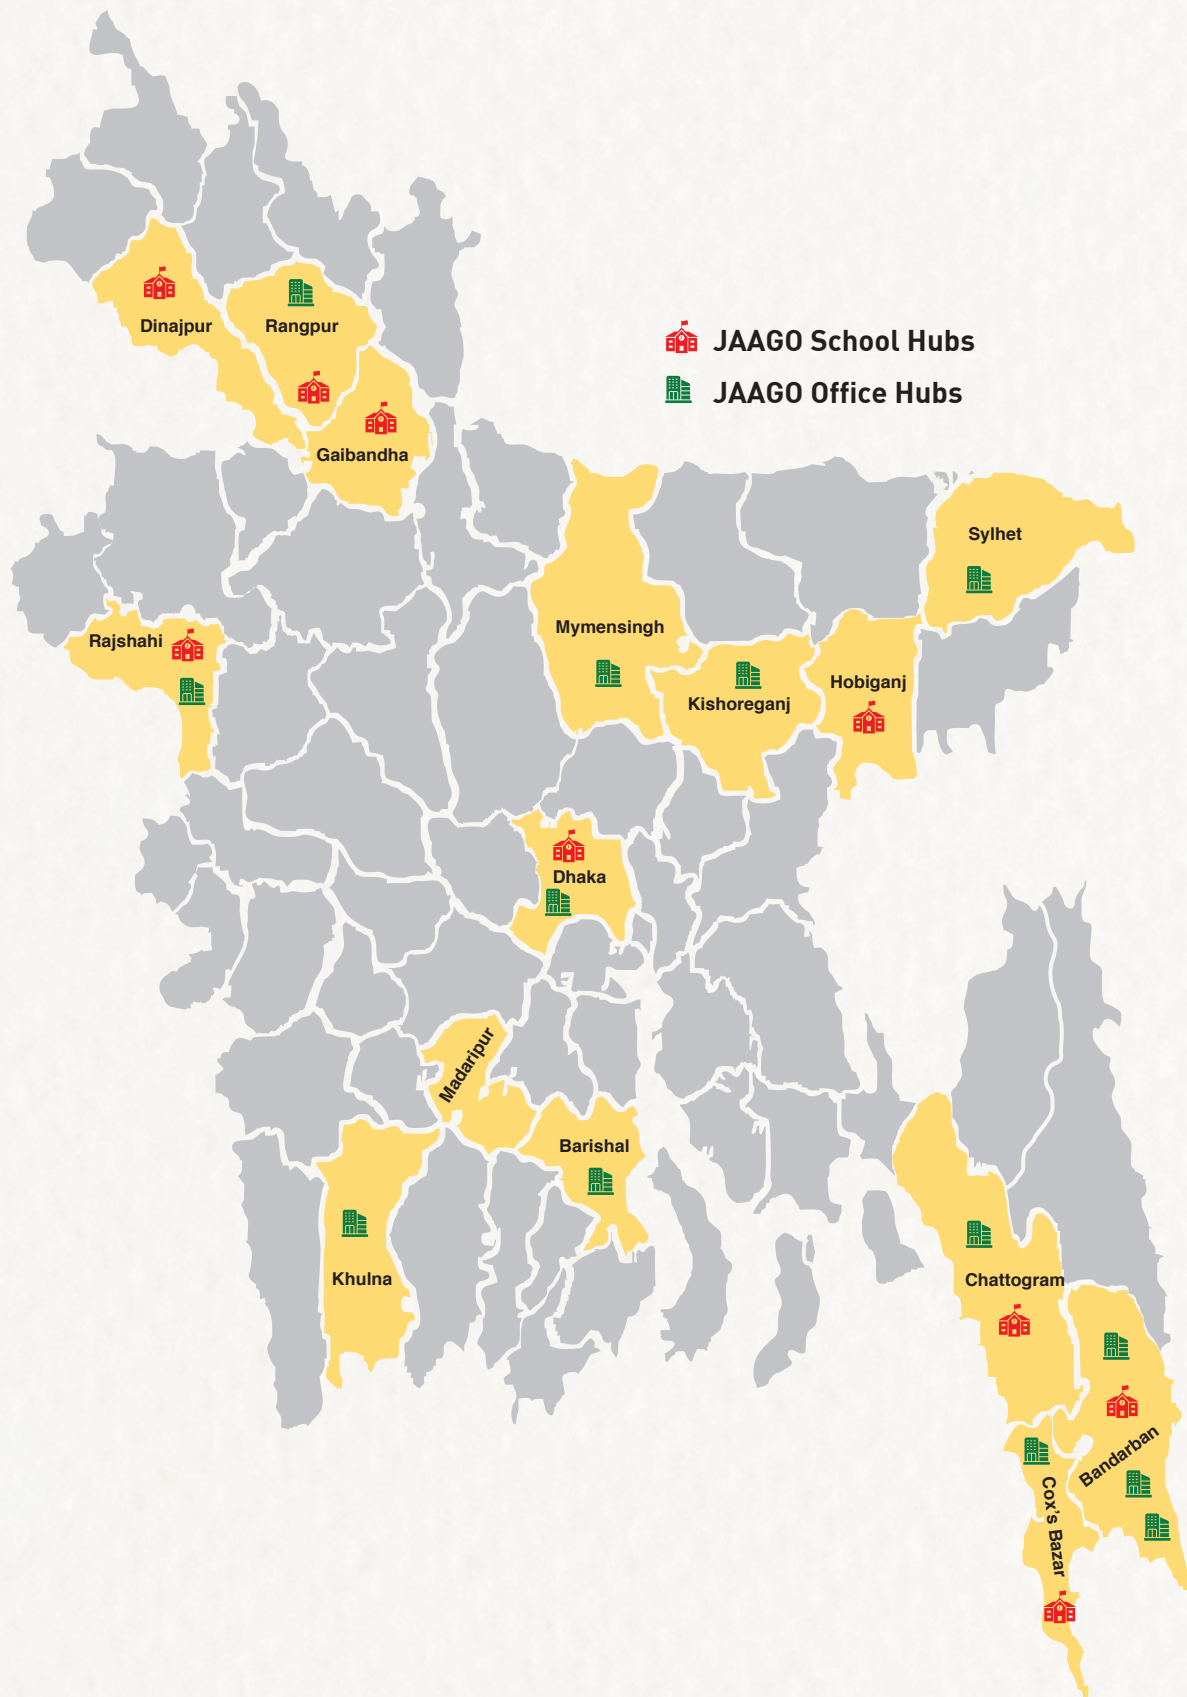 Dinajpur
Rangpur
JAAGO School Hubs
JAAGO Office Hubs
Gaibandha
Sylhet
Rajshahi
Mymensingh
Kishoreganj
Hobiganj
Dhaka
Madaripur
Barishal
Khulna
Chattogram
Bandarban
Cox's Bazar